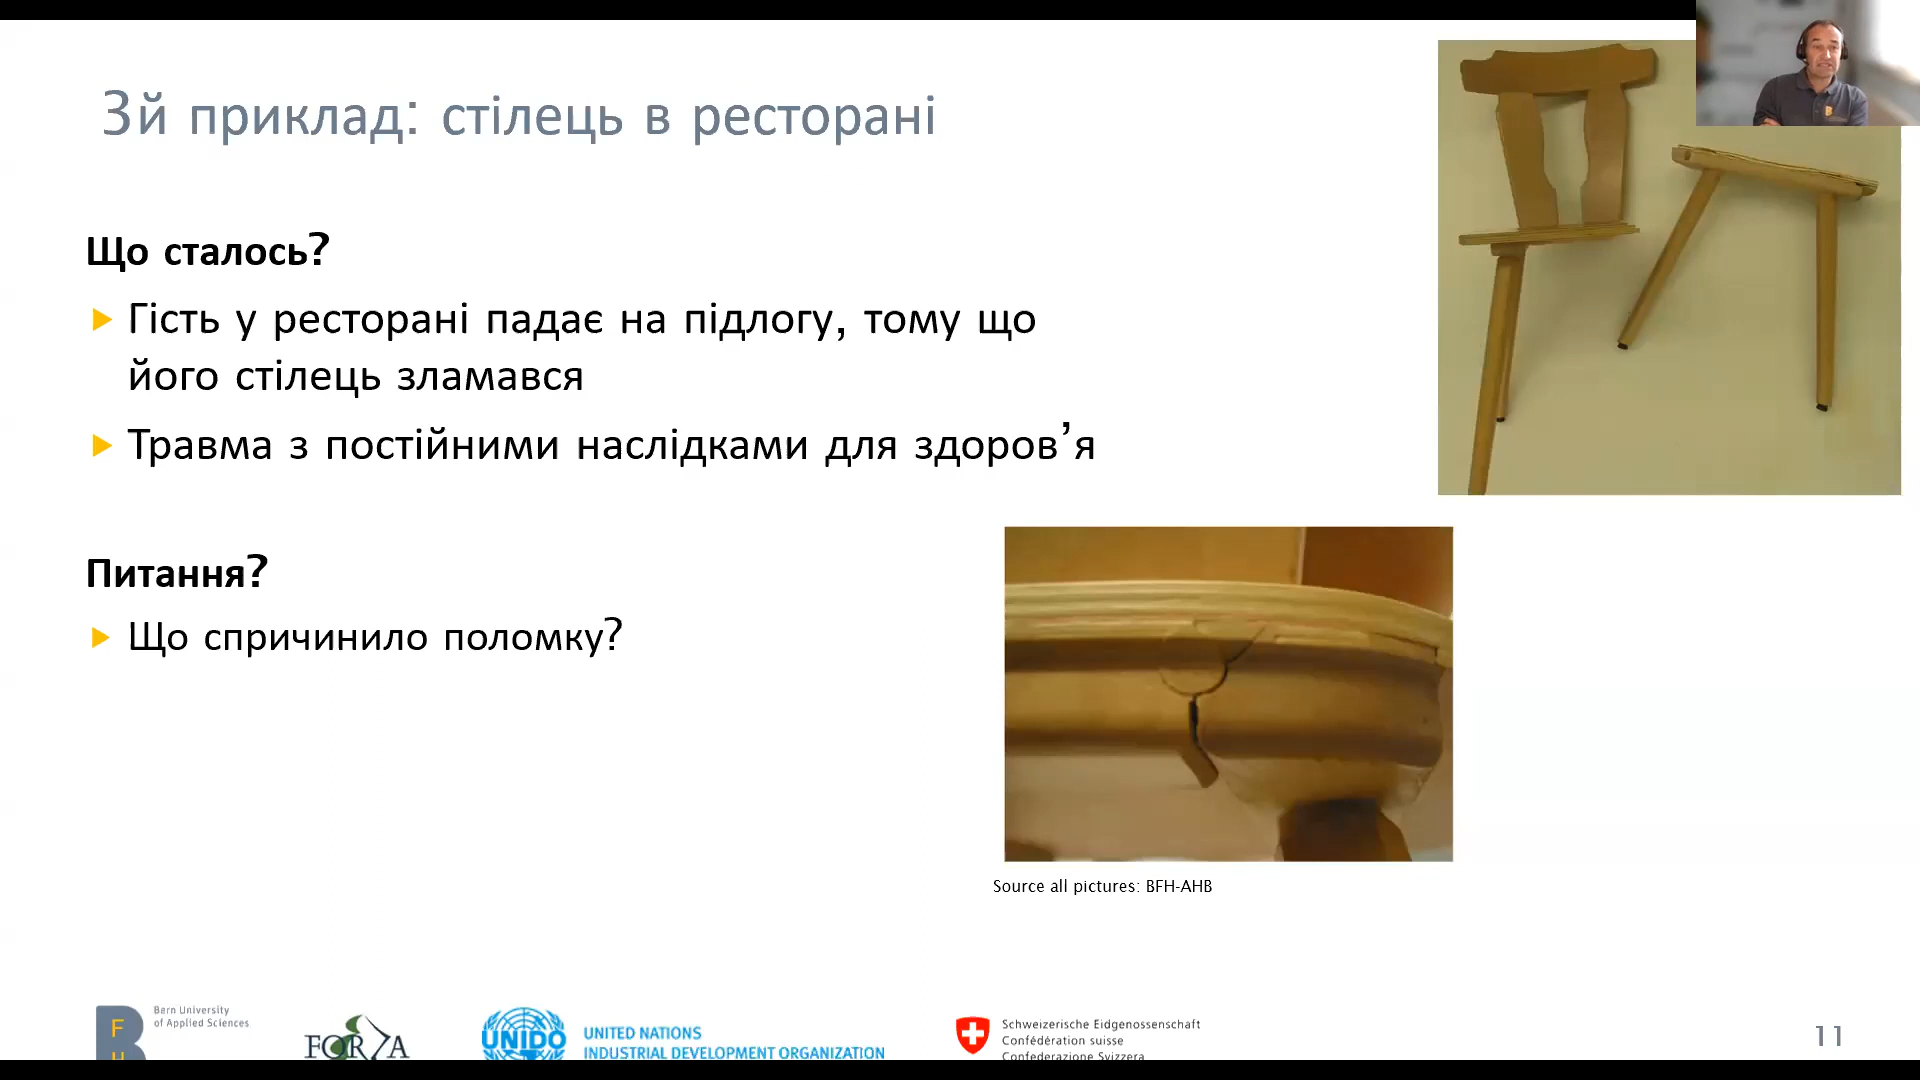 3й приклад: стілець в ресторані
Що сталось?
Гість у ресторані падає на підлогу, тому що
його стілець зламався
Травма з постійними наслідками для здоров’я
Питання?
Що спричинило поломку?
Source all pictures: BFH-AHB
F
H
Bern University
of Applied Sciences
FORZA
UNIDO
UNITED NATIONS
INDUSTRIAL DEVELOPMENT ORGANIZATION
Schweizerische Eidgenossenschaft
Confédération suisse
Confederazione Svizzera
11